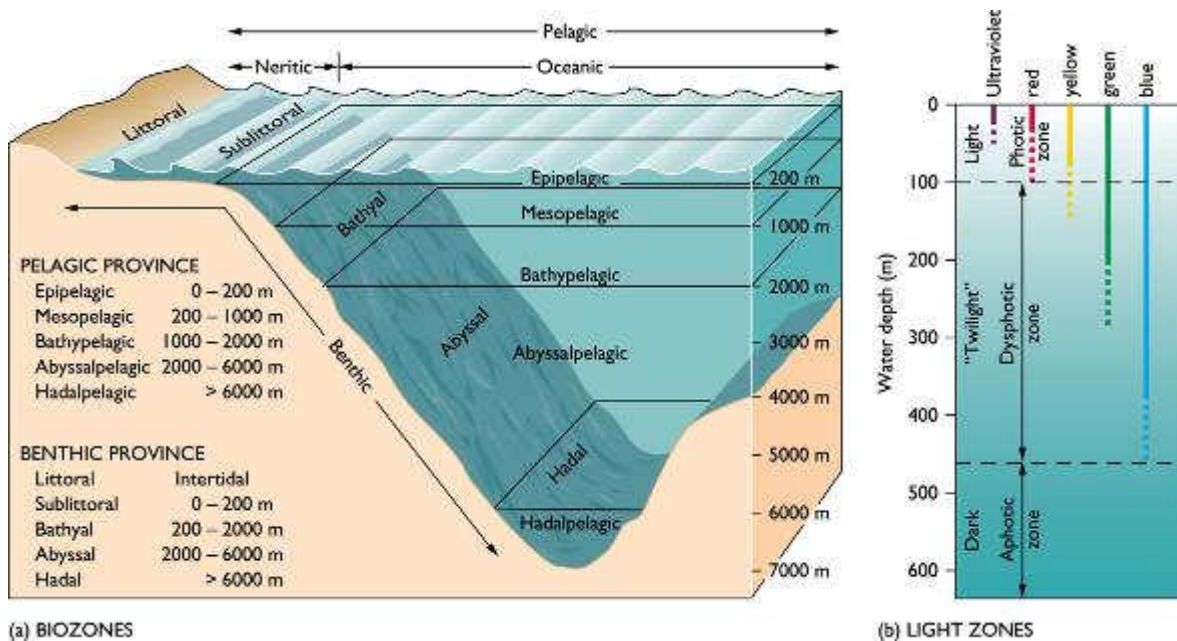 Pelagic
Neritic
Oceanic
Littoral
Sublittoral
Epipelagic
200 m
Bathyal
Mesopelagic
1000 m
Bathypelagic
2000 m
Abyssal
Abyssalpelagic
3000 m
Benthic
4000 m
Hadal
5000 m
Hadalpelagic
6000 m
7000 m
PELAGIC PROVINCE
Epipelagic 0 – 200 m
Mesopelagic 200 – 1000 m
Bathypelagic 1000 – 2000 m
Abyssalpelagic 2000 – 6000 m
Hadalpelagic > 6000 m
BENTHIC PROVINCE
Littoral Intertidal
Sublittoral 0 – 200 m
Bathyal 200 – 2000 m
Abyssal 2000 – 6000 m
Hadal > 6000 m
(a) BIOZONES
Ultraviolet
red
yellow
green
blue
Water depth (m)
0
100
200
300
400
500
600
Light
Photic
zone
"Twilight"
Dysphotic
zone
Dark
Aphotic
zone
(b) LIGHT ZONES